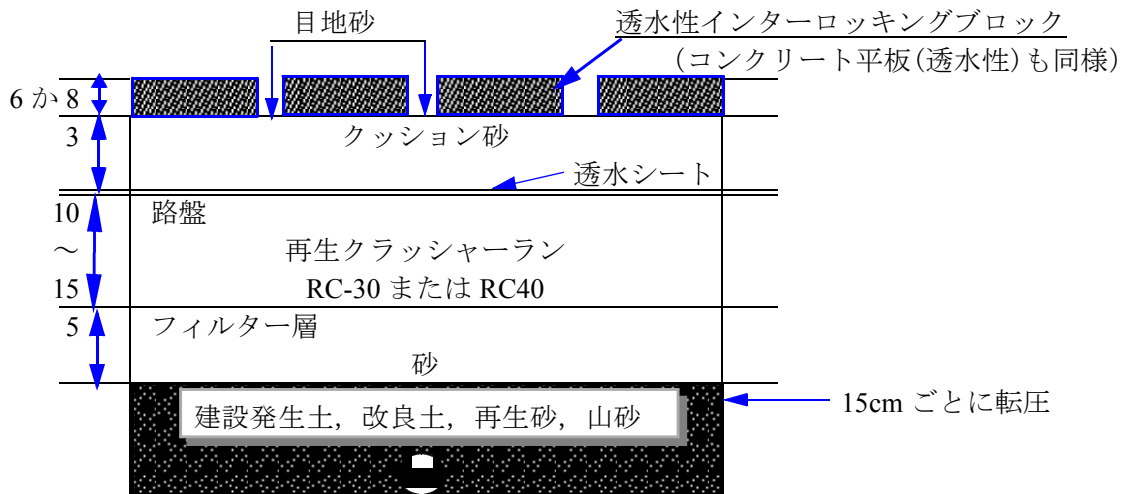 目地砂
透水性インターロッキングブロック
(コンクリート平板(透水性)も同様)
6か8
3
クッション砂
透水シート
10
～
15
路盤
再生クラッシャーラン
RC-30 または RC40
5
フィルター層
砂
建設発生土，改良土，再生砂，山砂
15cm ごとに転圧